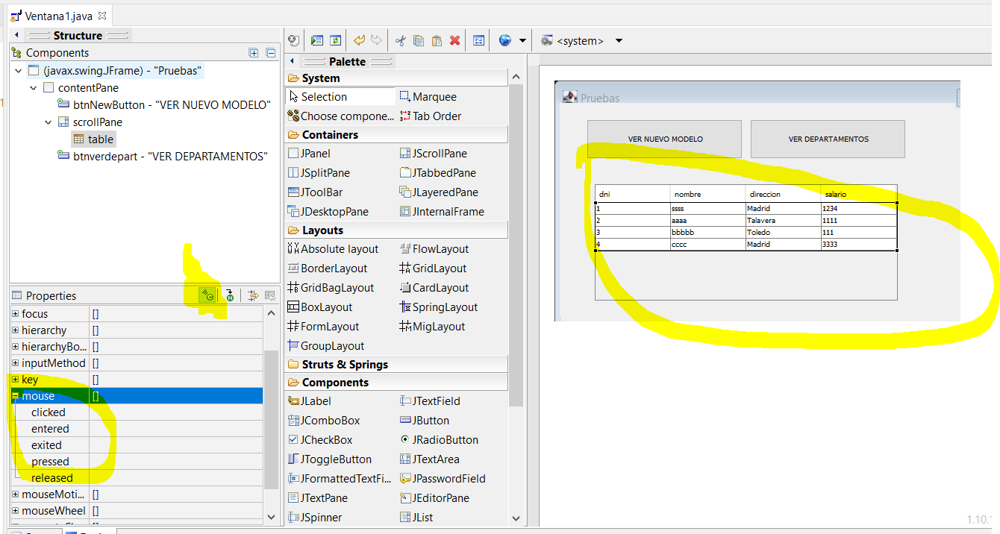 Ventana1.java
Structure
Components
(javax.swing.JFrame) - "Pruebas"
contentPane
btnNewButton - "VER NUEVO MODELO"
scrollPane
table
btnverdepart - "VER DEPARTAMENTOS"
Properties
focus []
hierarchy []
hierarchyBo... []
inputMethod []
key []
mouse []
clicked
entered
exited
pressed
released
mouseMoti... []
mouseWheel []
<system>
Palette
System
Selection Marquee
Choose compone... Tab Order
Containers
JPanel JScrollPane
JSplitPane JTabbedPane
JToolBar JLayeredPane
JDesktopPane JInternalFrame
Layouts
Absolute layout FlowLayout
BorderLayout GridLayout
GridBagLayout CardLayout
BoxLayout SpringLayout
FormLayout MigLayout
GroupLayout
Struts & Springs
Components
JLabel JTextField
JComboBox JButton
JCheckBox JRadioButton
JToggleButton JTextArea
JFormattedTextFi... JPasswordField
JTextPane JEditorPane
JSpinner JList
Pruebas
VER NUEVO MODELO VER DEPARTAMENTOS
dni nombre direccion salario
1 ssss Madrid 1234
2 aaaa Talavera 1111
3 bbbbb Toledo 111
4 cccc Madrid 3333